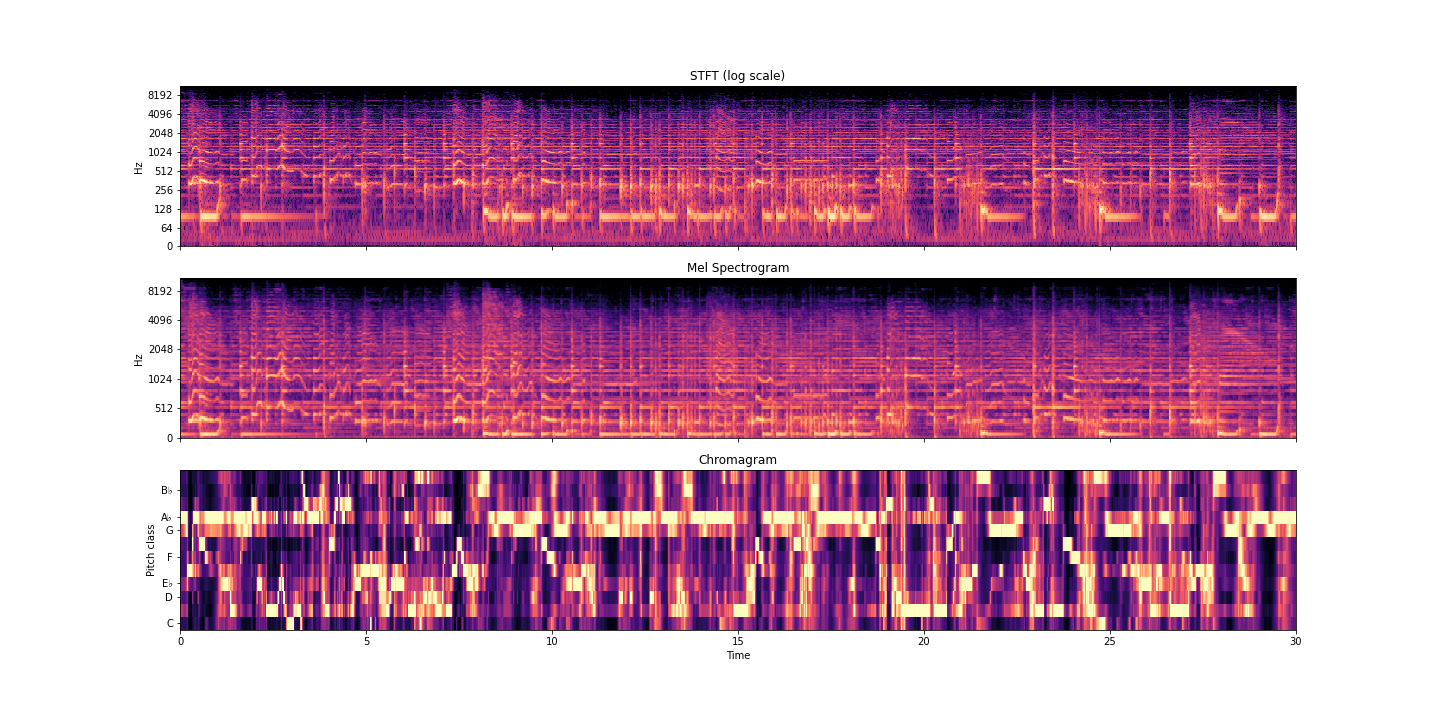 STFT (log scale)
8192
4096
2048
1024
512
256
128
64
0
Hz
Mel Spectrogram
8192
4096
2048
1024
512
0
Hz
Chromagram
B♭
A♭
G
F
E♭
D
C
Pitch class
0 5 10 15 20 25 30
Time